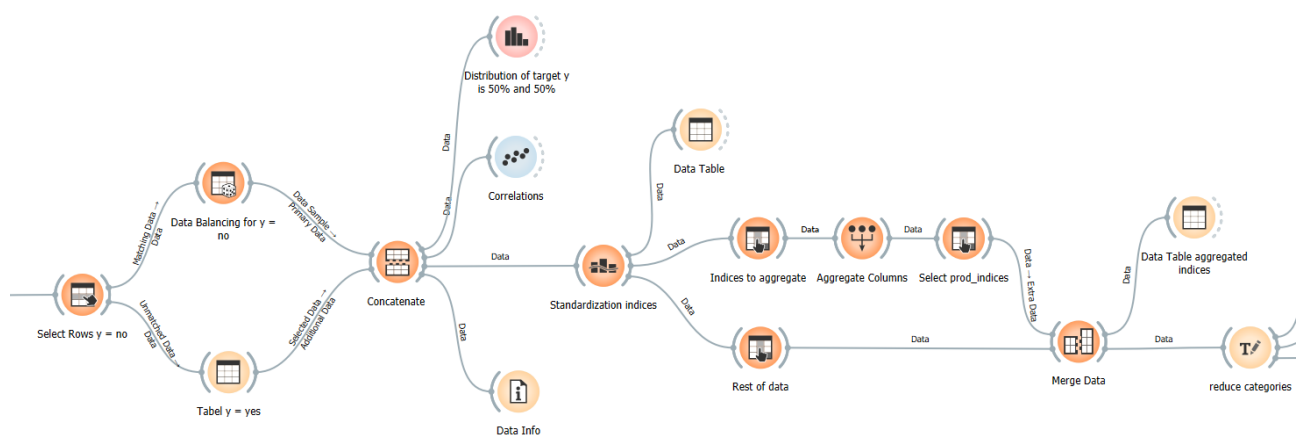 Distribution of target y
is 50% and 50%
Data
Data
Correlations
Data
Data Table
Data
Matching Data →
Data
Data Balancing for y =
no
Data Sample →
Primary Data
Select Rows y = no
Unmatched Data →
Data
Tabel y = yes
Selected Data →
Additional Data
Concatenate
Data
Data
Data Info
Standardization indices
Data
Indices to aggregate
Data
Aggregate Columns
Data
Select prod_indices
Data → Extra Data
Data
Rest of data
Data
Merge Data
Data
Data Table aggregated
indices
Data
T
reduce categories